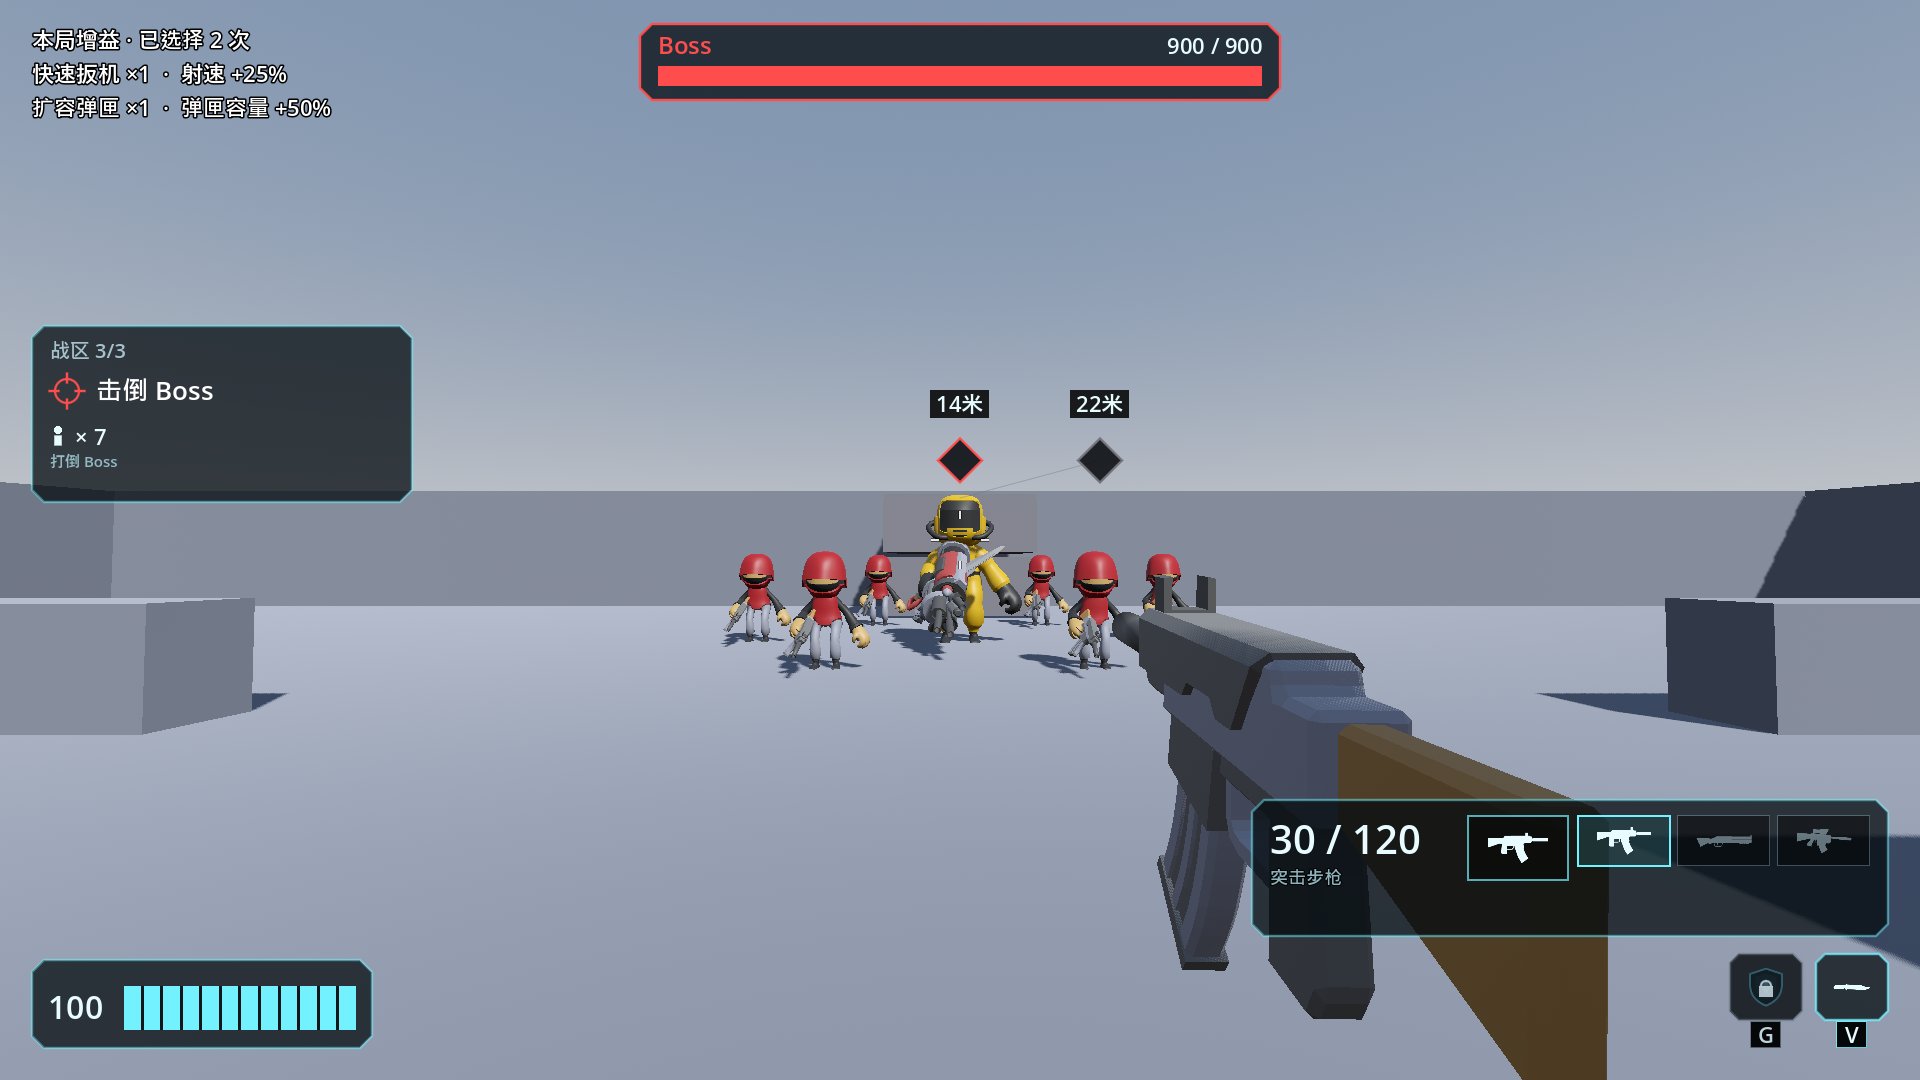 本局增益 · 已选择 2 次
快速扳机 ×1 · 射速 +25%
扩容弹匣 ×1 · 弹匣容量 +50%
Boss 900 / 900
战区 3/3
击倒 Boss
× 7
打倒 Boss
14米 22米
30 / 120
突击步枪
100
G V